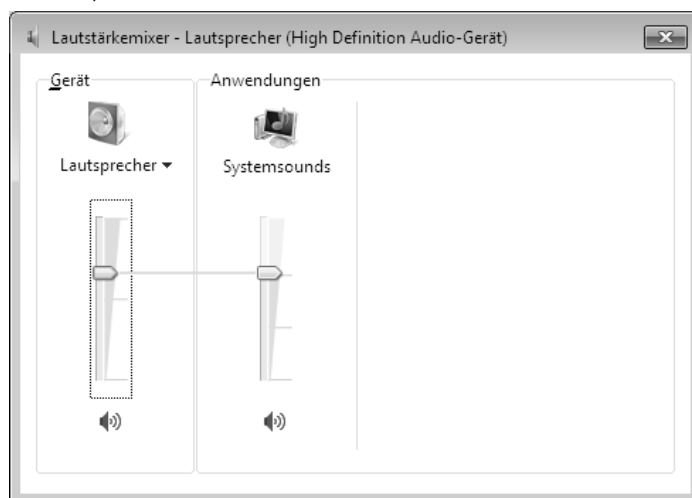 Lautstärkemixer - Lautsprecher (High Definition Audio-Gerät)
Gerät
Anwendungen
Lautsprecher
Systemsounds